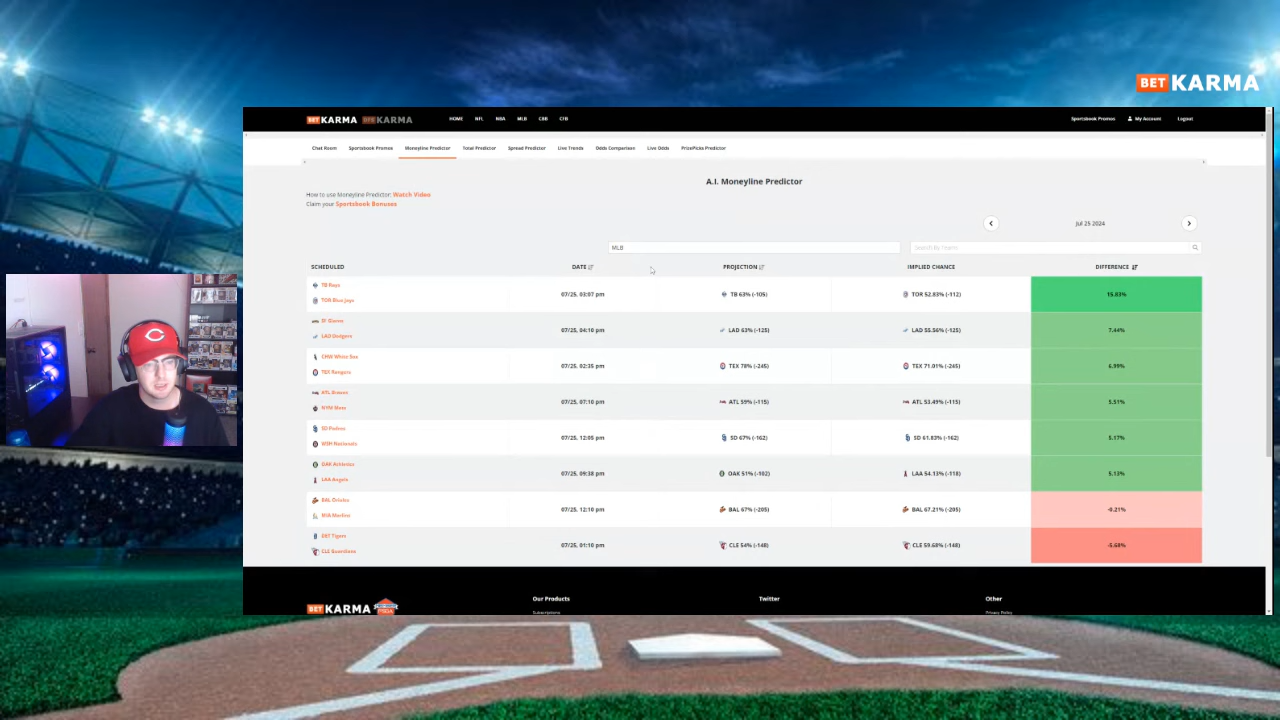 BET KARMA
BET KARMA DFS KARMA HOME NFL NBA MLB CBB CFB Sportsbook Promos My Account Logout
Chat Room Sportsbook Promos Moneyline Predictor Total Predictor Spread Predictor Live Trends Odds Comparison Live Odds PrizePicks Predictor
A.I. Moneyline Predictor
How to use Moneyline Predictor: Watch Video
Claim your Sportsbook Bonuses
Jul 25 2024
MLB Search By Teams
SCHEDULED DATE PROJECTION IMPLIED CHANCE DIFFERENCE
TB Rays
TOR Blue Jays
07/25, 03:07 pm TB 63% (-105) TOR 52.83% (-112) 15.83%
SF Giants
LAD Dodgers
07/25, 04:10 pm LAD 63% (-125) LAD 55.56% (-125) 7.44%
CHW White Sox
TEX Rangers
07/25, 02:35 pm TEX 78% (-245) TEX 71.01% (-245) 6.99%
ATL Braves
NYM Mets
07/25, 07:10 pm ATL 59% (-115) ATL 53.49% (-115) 5.51%
SD Padres
WSH Nationals
07/25, 12:05 pm SD 67% (-162) SD 61.83% (-162) 5.17%
OAK Athletics
LAA Angels
07/25, 09:38 pm OAK 51% (-102) LAA 54.13% (-118) 5.13%
BAL Orioles
MIA Marlins
07/25, 12:10 pm BAL 67% (-205) BAL 67.21% (-205) -0.21%
DET Tigers
CLE Guardians
07/25, 01:10 pm CLE 54% (-148) CLE 59.68% (-148) -5.68%
BET KARMA Our Products Twitter Other
Subscriptions Privacy Policy